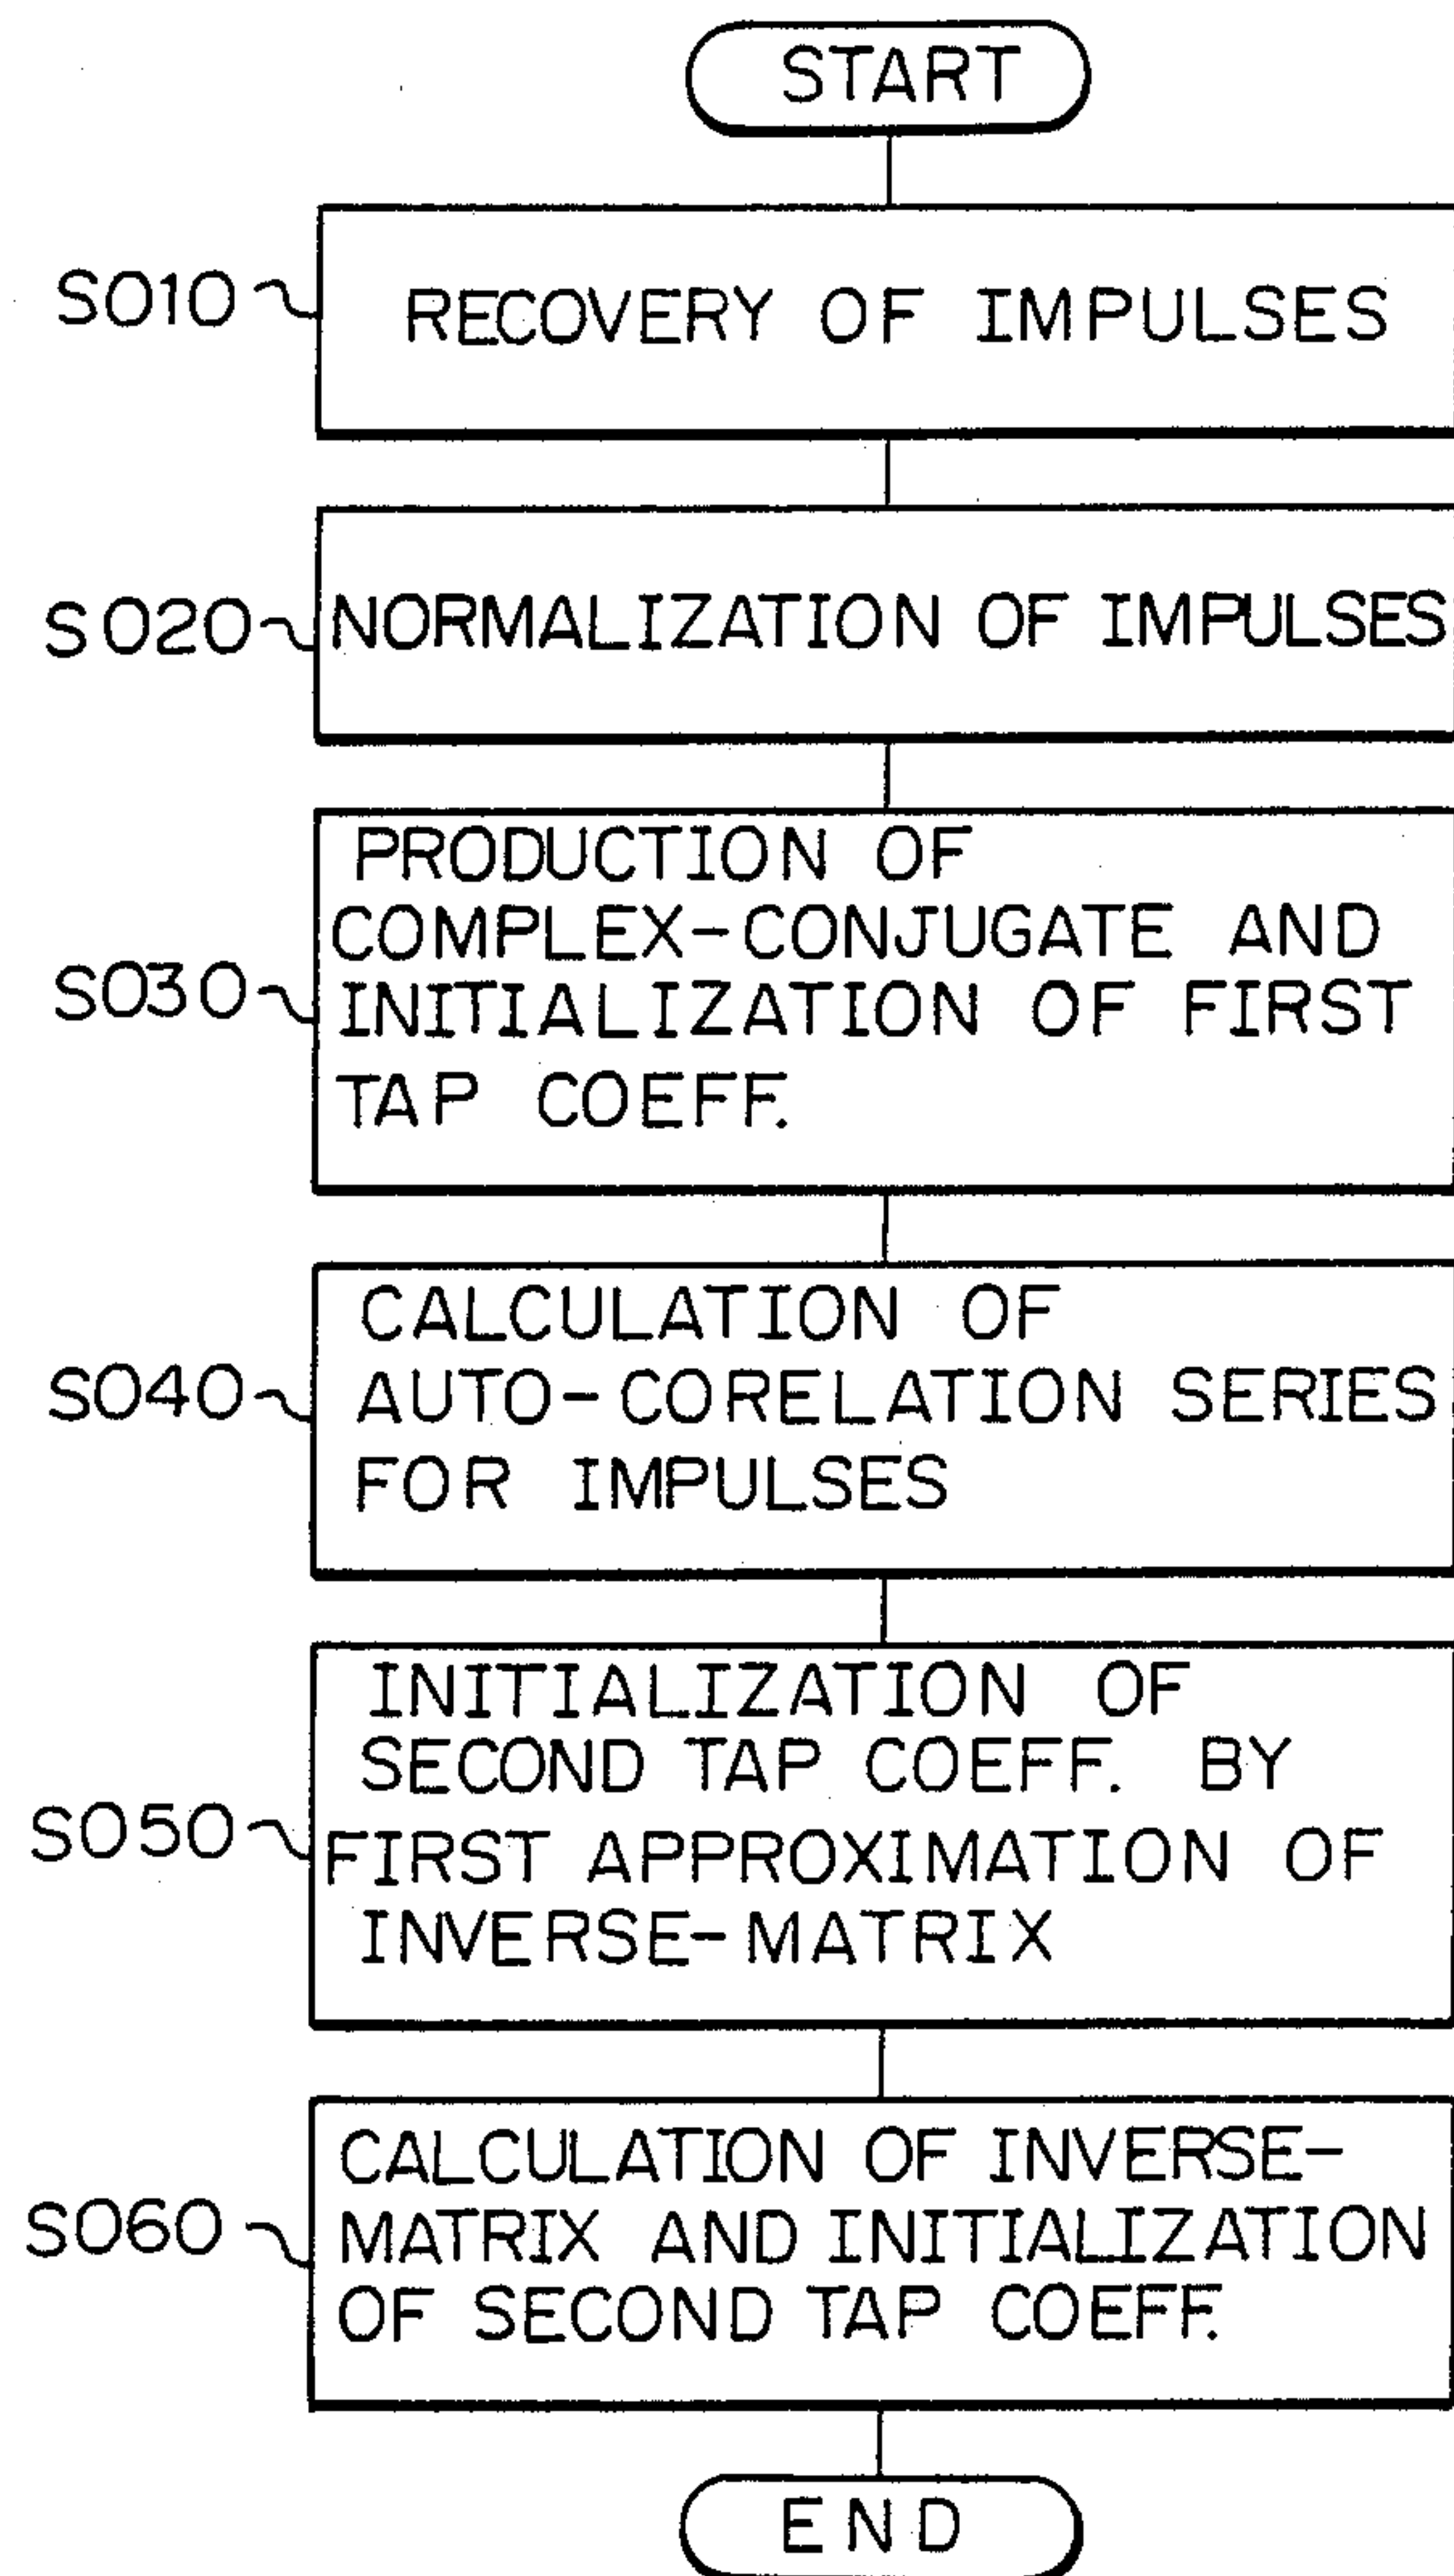 START
S010
RECOVERY OF IMPULSES
S020
NORMALIZATION OF IMPULSES
S030
PRODUCTION OF
COMPLEX-CONJUGATE AND
INITIALIZATION OF FIRST
TAP COEFF.
S040
CALCULATION OF
AUTO-CORELATION SERIES
FOR IMPULSES
S050
INITIALIZATION OF
SECOND TAP COEFF. BY
FIRST APPROXIMATION OF
INVERSE-MATRIX
S060
CALCULATION OF INVERSE-
MATRIX AND INITIALIZATION
OF SECOND TAP COEFF.
END